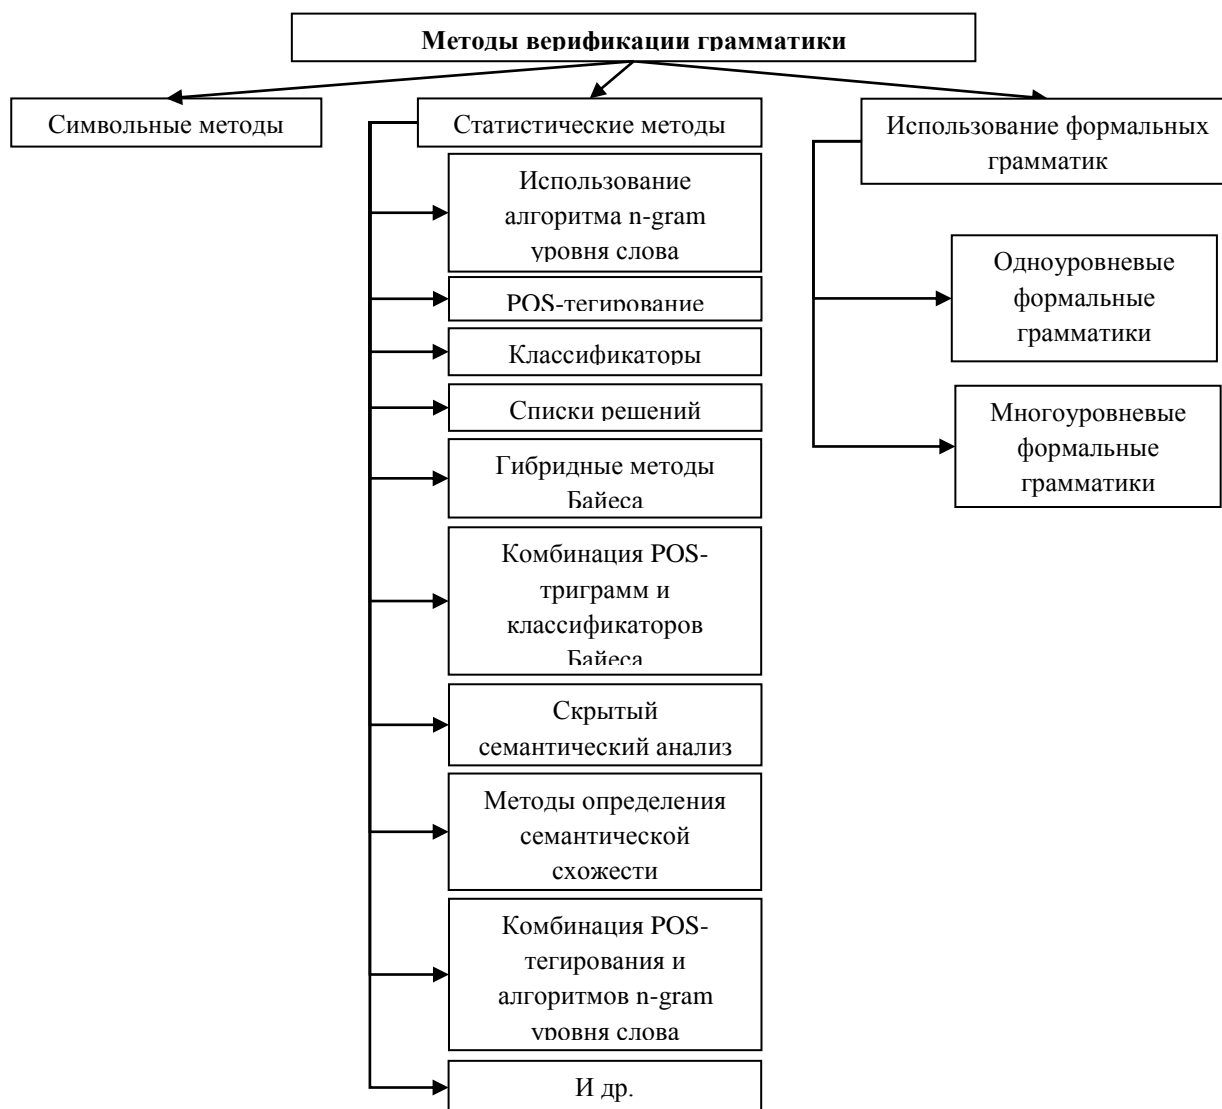 Методы верификации грамматики
Символьные методы
Статистические методы
Использование
алгоритма n-gram
уровня слова
POS-тегирование
Классификаторы
Списки решений
Гибридные методы
Байеса
Комбинация POS-
триграмм и
классификаторов
Байеса
Скрытый
семантический анализ
Методы определения
семантической
схожести
Комбинация POS-
тегирования и
алгоритмов n-gram
уровня слова
И др.
Использование формальных
грамматик
Одноуровневые
формальные
грамматики
Многоуровневые
формальные
грамматики